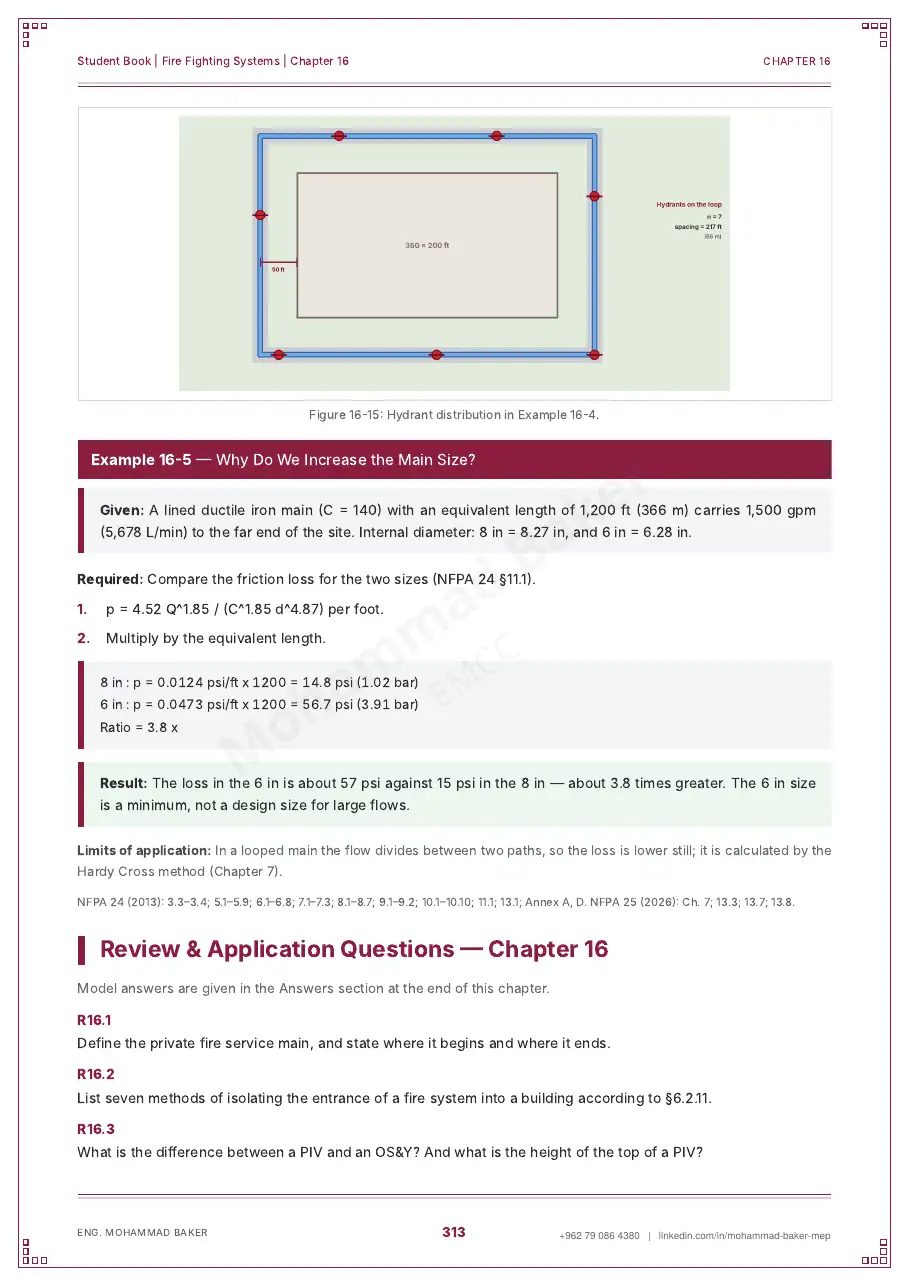 Student Book | Fire Fighting Systems | Chapter 16
CHAPTER 16
Hydrants on the loop
n = 7
spacing = 217 ft
(66 m)
360 × 200 ft
50 ft
Figure 16-15: Hydrant distribution in Example 16-4.
Example 16-5 — Why Do We Increase the Main Size?
Given: A lined ductile iron main (C = 140) with an equivalent length of 1,200 ft (366 m) carries 1,500 gpm
(5,678 L/min) to the far end of the site. Internal diameter: 8 in = 8.27 in, and 6 in = 6.28 in.
Required: Compare the friction loss for the two sizes (NFPA 24 §11.1).
1. p = 4.52 Q^1.85 / (C^1.85 d^4.87) per foot.
2. Multiply by the equivalent length.
8 in : p = 0.0124 psi/ft x 1200 = 14.8 psi (1.02 bar)
6 in : p = 0.0473 psi/ft x 1200 = 56.7 psi (3.91 bar)
Ratio = 3.8 x
Result: The loss in the 6 in is about 57 psi against 15 psi in the 8 in — about 3.8 times greater. The 6 in size
is a minimum, not a design size for large flows.
Limits of application: In a looped main the flow divides between two paths, so the loss is lower still; it is calculated by the
Hardy Cross method (Chapter 7).
NFPA 24 (2013): 3.3–3.4; 5.1–5.9; 6.1–6.8; 7.1–7.3; 8.1–8.7; 9.1–9.2; 10.1–10.10; 11.1; 13.1; Annex A, D. NFPA 25 (2026): Ch. 7; 13.3; 13.7; 13.8.
Mohammad Baker
EMCC
Review & Application Questions — Chapter 16
Model answers are given in the Answers section at the end of this chapter.
R16.1
Define the private fire service main, and state where it begins and where it ends.
R16.2
List seven methods of isolating the entrance of a fire system into a building according to §6.2.11.
R16.3
What is the difference between a PIV and an OS&Y? And what is the height of the top of a PIV?
ENG. MOHAMMAD BAKER
313
+962 79 086 4380 | linkedin.com/in/mohammad-baker-mep